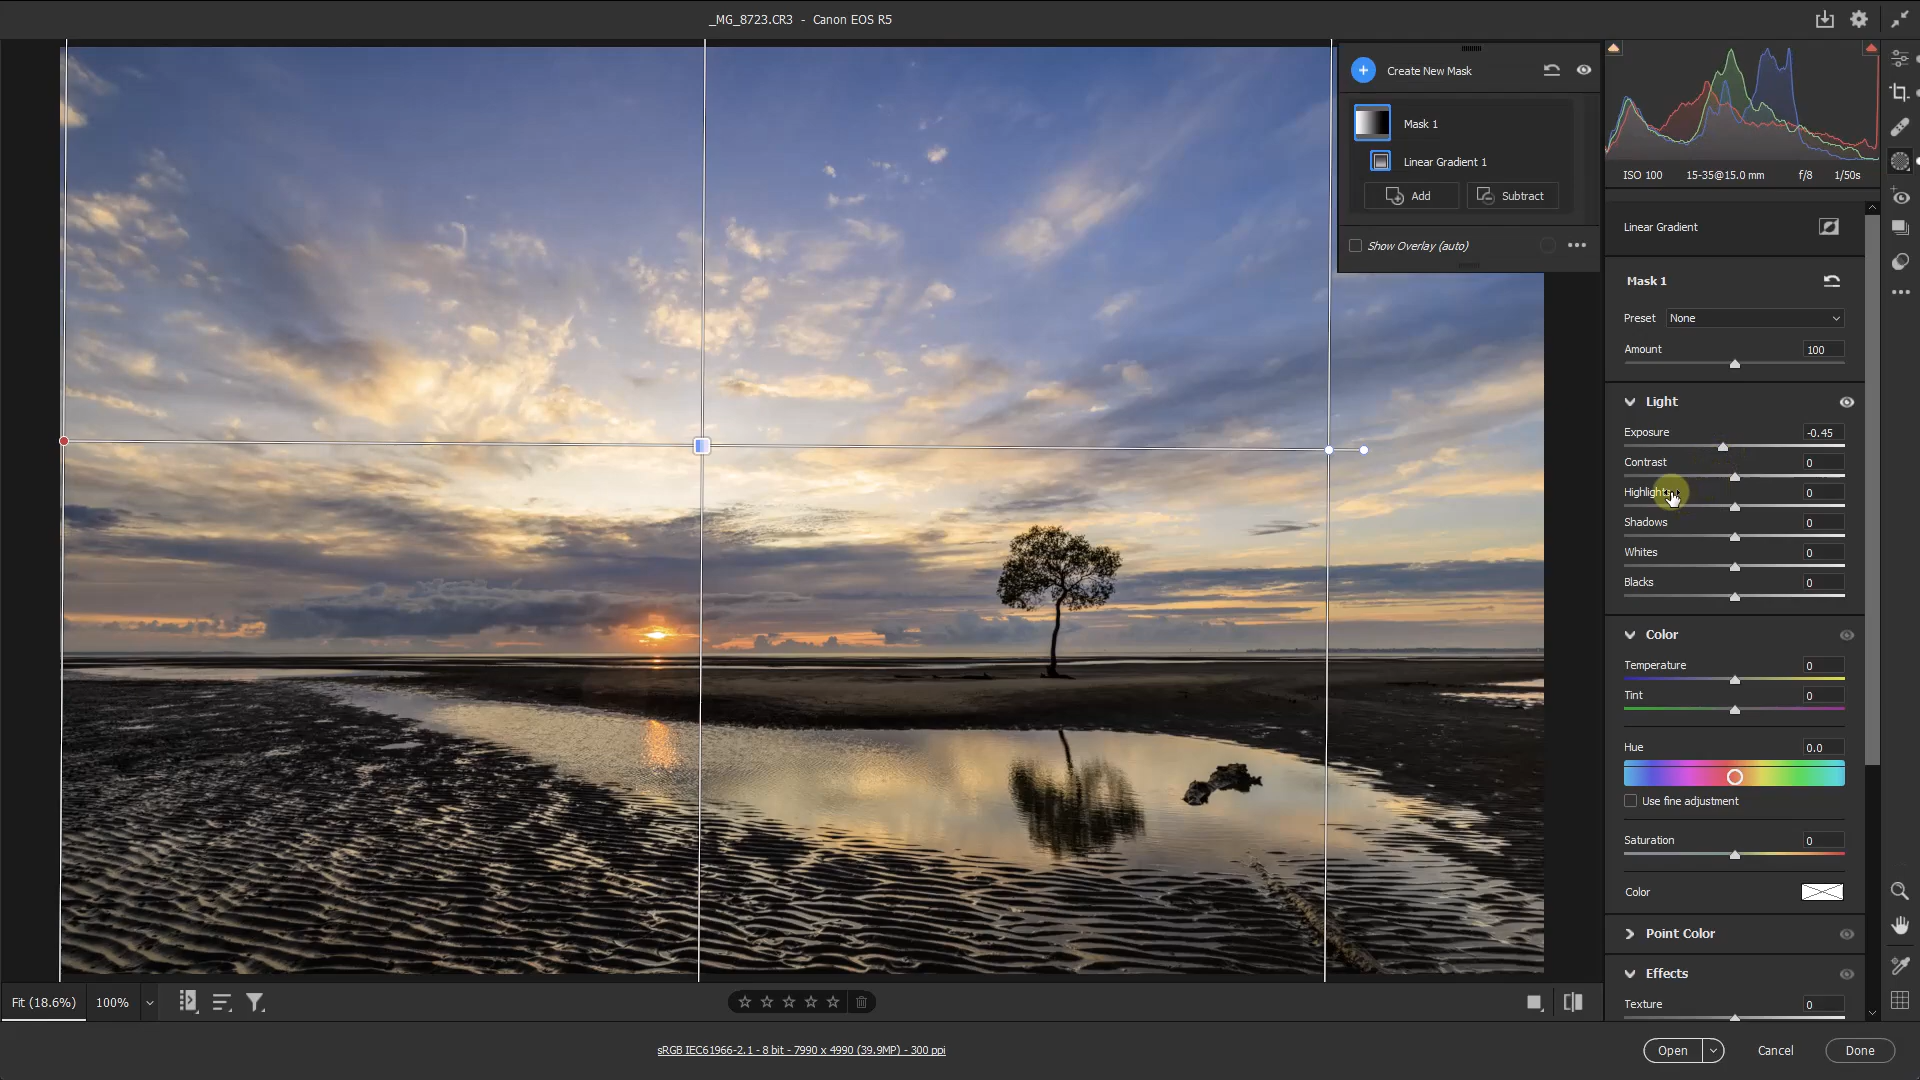 _MG_8723.CR3 - Canon EOS R5
Create New Mask
Mask 1
Linear Gradient 1
Add
Subtract
Show Overlay (auto)
ISO 100 15-35@15.0 mm f/8 1/50s
Linear Gradient
Mask 1
Preset None
Amount 100
Light
Exposure -0.45
Contrast 0
Highlights 0
Shadows 0
Whites 0
Blacks 0
Color
Temperature 0
Tint 0
Hue 0.0
Use fine adjustment
Saturation 0
Color
Point Color
Effects
Texture 0
Fit (18.6%) 100%
sRGB IEC61966-2.1 - 8 bit - 7990 x 4990 (39.9MP) - 300 ppi
Open Cancel Done